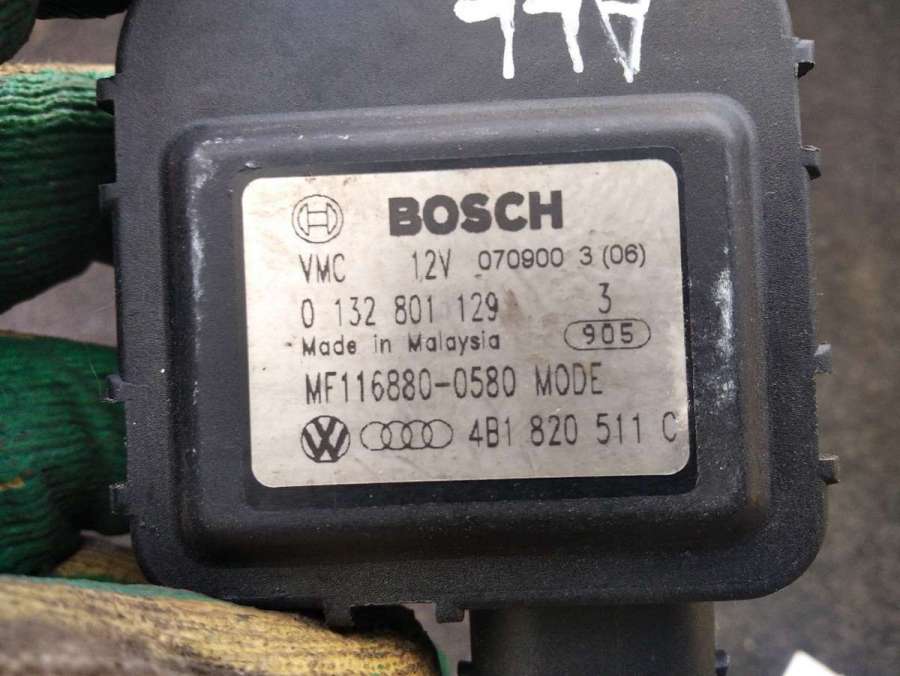 BOSCH
VMC 12V 070900 3 (06)
0 132 801 129 3
Made in Malaysia 905
MF116880-0580 MODE
VW 4B1 820 511 C